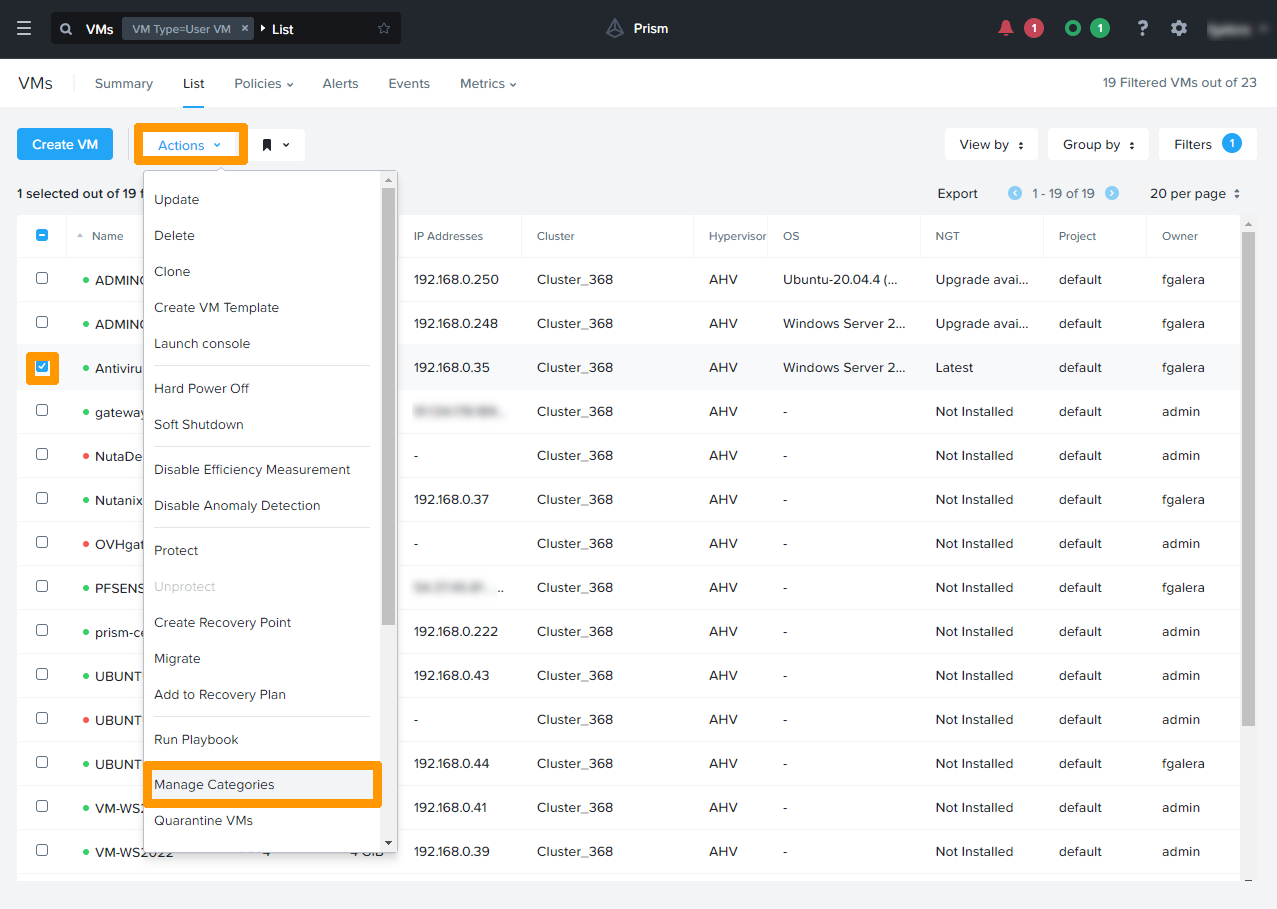 VMs VM Type=User VM × List Prism 1 1 ?
VMs Summary List Policies Alerts Events Metrics 19 Filtered VMs out of 23
Create VM Actions View by Group by Filters 1
1 selected out of 19 Export 1 - 19 of 19 20 per page
Name IP Addresses Cluster Hypervisor OS NGT Project Owner
Update
Delete
Clone
Create VM Template
Launch console
Hard Power Off
Soft Shutdown
Disable Efficiency Measurement
Disable Anomaly Detection
Protect
Unprotect
Create Recovery Point
Migrate
Add to Recovery Plan
Run Playbook
Manage Categories
Quarantine VMs
ADMIN 192.168.0.250 Cluster_368 AHV Ubuntu-20.04.4 (... Upgrade avai... default fgalera
ADMIN 192.168.0.248 Cluster_368 AHV Windows Server 2... Upgrade avai... default fgalera
Antiviru 192.168.0.35 Cluster_368 AHV Windows Server 2... Latest default fgalera
gateway Cluster_368 AHV - Not Installed default admin
NutaDe - Cluster_368 AHV - Not Installed default admin
Nutanix 192.168.0.37 Cluster_368 AHV - Not Installed default fgalera
OVHgat - Cluster_368 AHV - Not Installed default admin
PFSENS .. Cluster_368 AHV - Not Installed default fgalera
prism-ce 192.168.0.222 Cluster_368 AHV - Not Installed default admin
UBUNT 192.168.0.43 Cluster_368 AHV - Not Installed default admin
UBUNT - Cluster_368 AHV - Not Installed default admin
UBUNT 192.168.0.44 Cluster_368 AHV - Not Installed default fgalera
VM-WS2 192.168.0.41 Cluster_368 AHV - Not Installed default admin
VM-WS2022 4 4 GiB 192.168.0.39 Cluster_368 AHV - Not Installed default admin